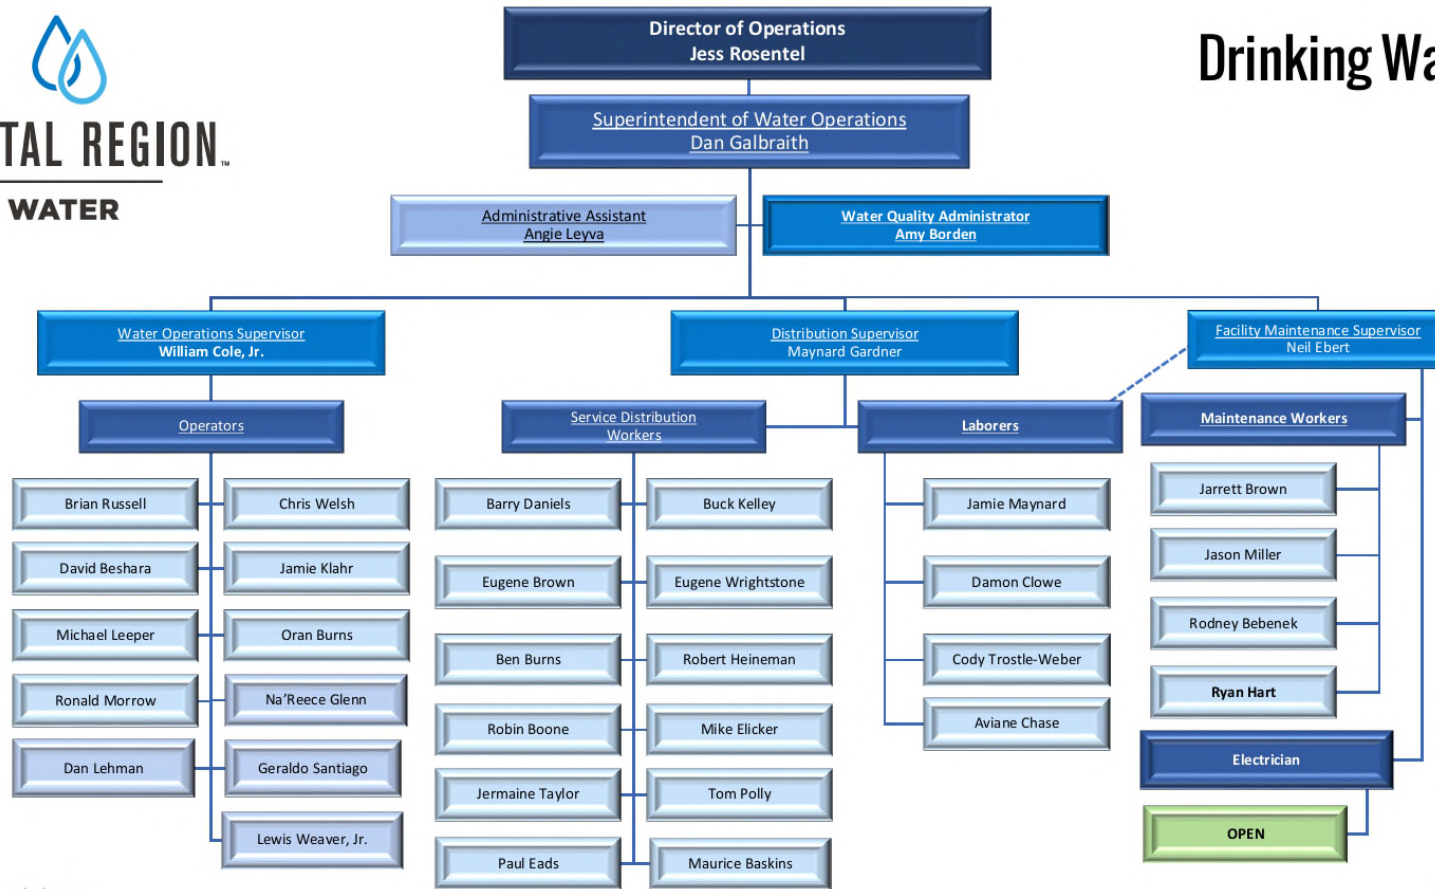 Director of Operations
Jess Rosentel
Drinking Wa
Superintendent of Water Operations
Dan Galbraith
TAL REGION™
WATER
Administrative Assistant
Angie Leyva
Water Quality Administrator
Amy Borden
Water Operations Supervisor
William Cole, Jr.
Distribution Supervisor
Maynard Gardner
Facility Maintenance Supervisor
Neil Ebert
Operators
Service Distribution
Workers
Laborers
Maintenance Workers
Brian Russell
Chris Welsh
David Beshara
Jamie Klahr
Michael Leeper
Oran Burns
Ronald Morrow
Na'Reece Glenn
Dan Lehman
Geraldo Santiago
Lewis Weaver, Jr.
Barry Daniels
Buck Kelley
Eugene Brown
Eugene Wrightstone
Ben Burns
Robert Heineman
Robin Boone
Mike Elicker
Jermaine Taylor
Tom Polly
Paul Eads
Maurice Baskins
Jamie Maynard
Damon Clowe
Cody Trostle-Weber
Aviane Chase
Jarrett Brown
Jason Miller
Rodney Bebenek
Ryan Hart
Electrician
OPEN